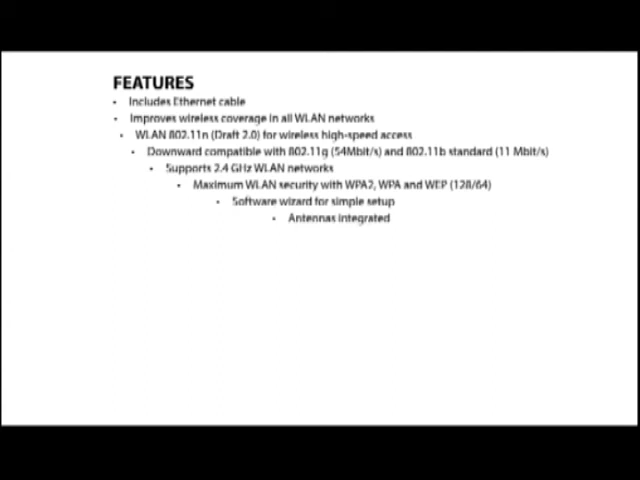 FEATURES
• Includes Ethernet cable
• Improves wireless coverage in all WLAN networks
• WLAN 802.11n (Draft 2.0) for wireless high-speed access
• Downward compatible with 802.11g (54Mbit/s) and 802.11b standard (11 Mbit/s)
• Supports 2.4 GHz WLAN networks
• Maximum WLAN security with WPA2, WPA and WEP (128/64)
• Software wizard for simple setup
• Antennas integrated